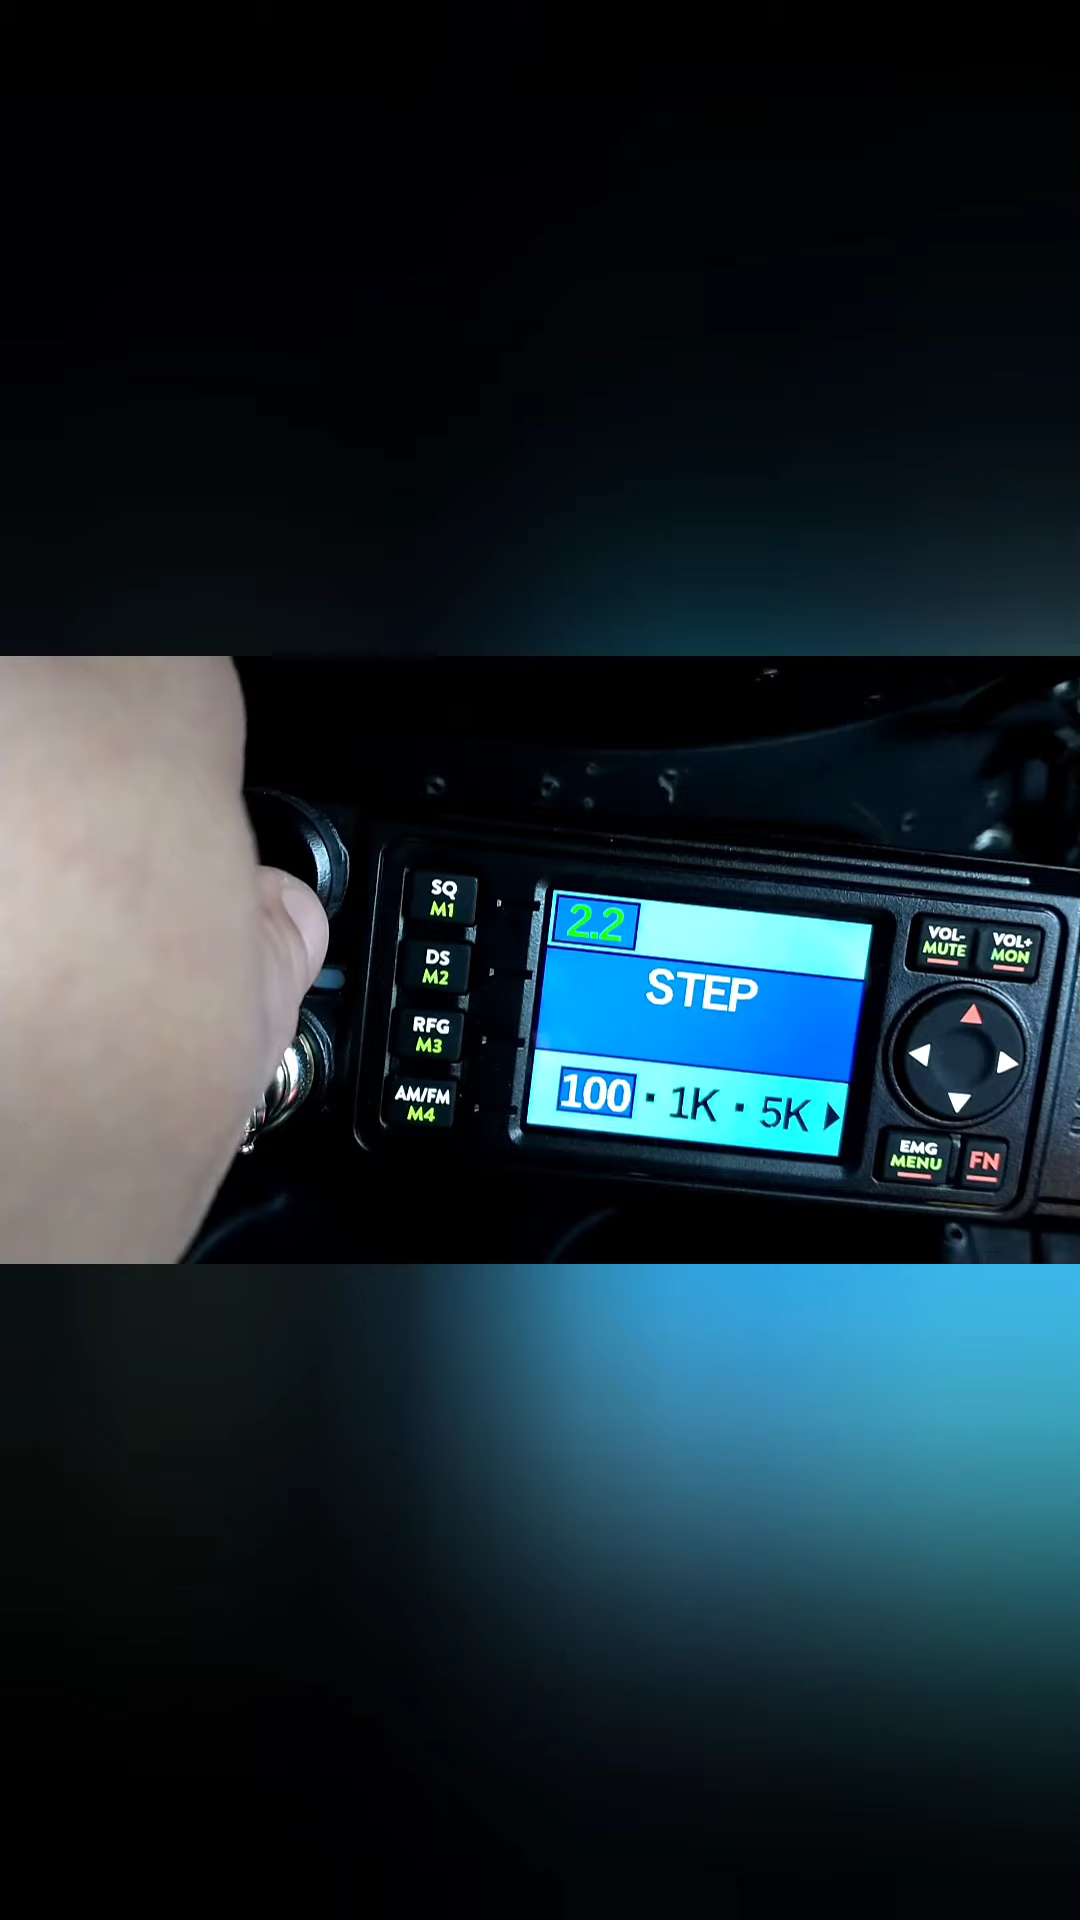 SQ
M1
DS
M2
RFG
M3
AM/FM
M4
2.2
STEP
100 · 1K · 5K
VOL-
MUTE
VOL+
MON
EMG
MENU
FN